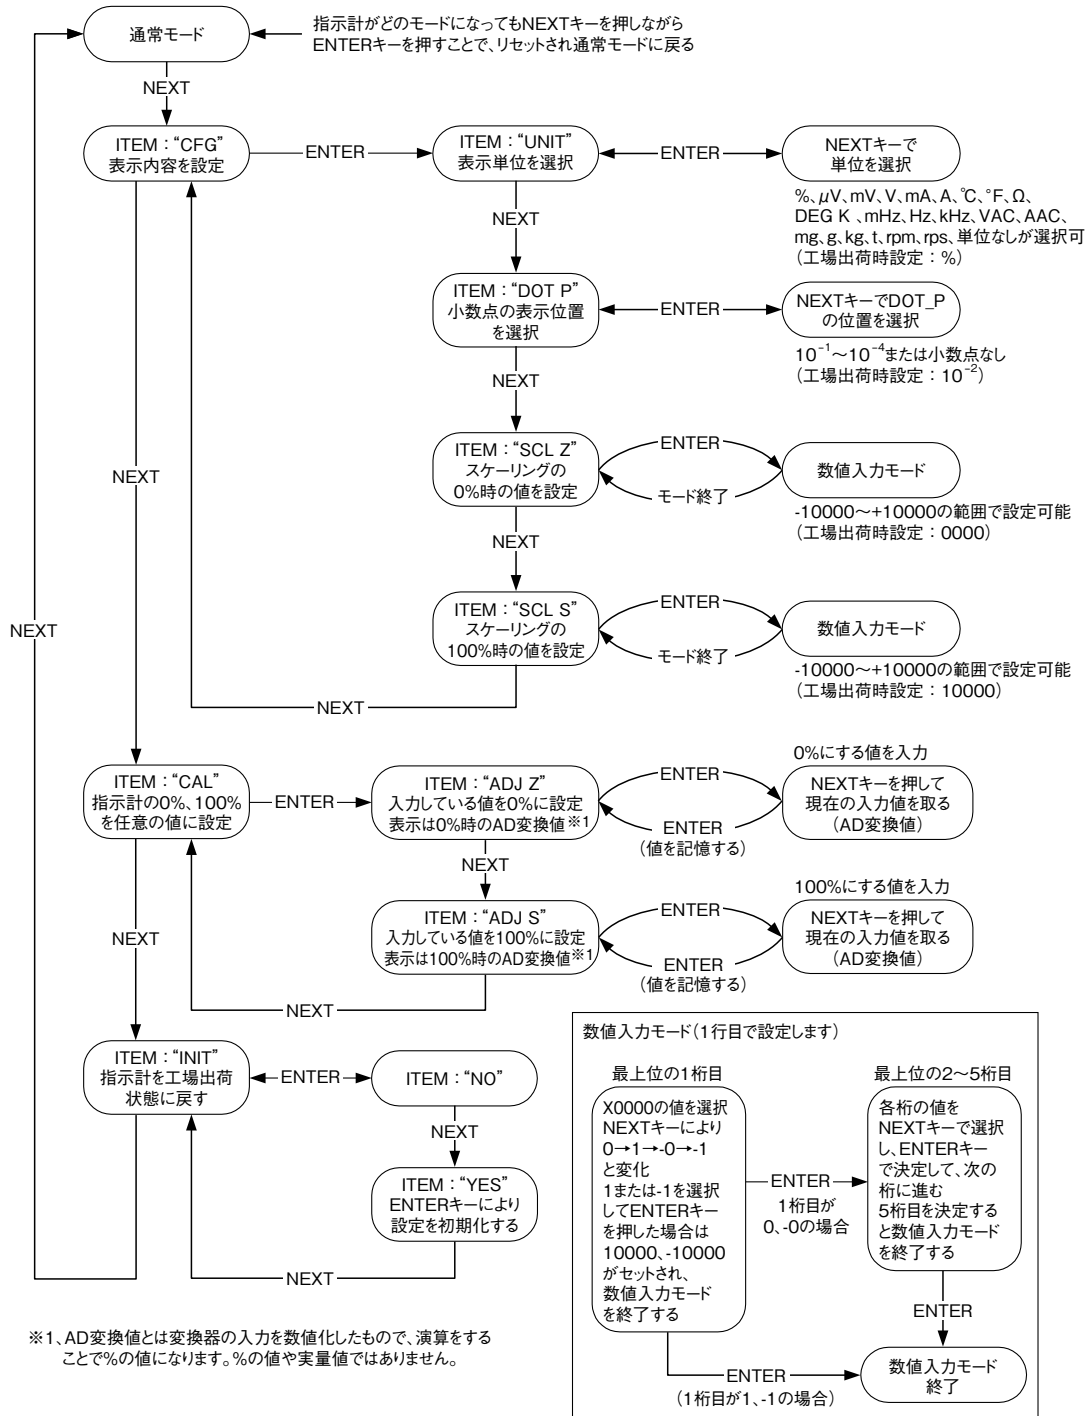 通常モード
指示計がどのモードになってもNEXTキーを押しながら
ENTERキーを押すことで、リセットされ通常モードに戻る
NEXT
ITEM：“CFG”
表示内容を設定
ENTER
ITEM：“UNIT”
表示単位を選択
ENTER
NEXTキーで
単位を選択
%、μV、mV、V、mA、A、℃、°F、Ω、
DEG K 、mHz、Hz、kHz、VAC、AAC、
mg、g、kg、t、rpm、rps、単位なしが選択可
（工場出荷時設定：%）
NEXT
ITEM：“DOT P”
小数点の表示位置
を選択
ENTER
NEXTキーでDOT_P
の位置を選択
10⁻¹～10⁻⁴または小数点なし
（工場出荷時設定：10⁻²）
NEXT
NEXT
ITEM：“SCL Z”
スケーリングの
0%時の値を設定
ENTER
モード終了
数値入力モード
-10000～+10000の範囲で設定可能
（工場出荷時設定：0000）
NEXT
NEXT
ITEM：“SCL S”
スケーリングの
100%時の値を設定
ENTER
モード終了
数値入力モード
-10000～+10000の範囲で設定可能
（工場出荷時設定：10000）
NEXT
ITEM：“CAL”
指示計の0%、100%
を任意の値に設定
ENTER
ITEM：“ADJ Z”
入力している値を0%に設定
表示は0%時のAD変換値※1
ENTER
ENTER
（値を記憶する）
0%にする値を入力
NEXTキーを押して
現在の入力値を取る
（AD変換値）
NEXT
NEXT
ITEM：“ADJ S”
入力している値を100%に設定
表示は100%時のAD変換値※1
ENTER
ENTER
（値を記憶する）
100%にする値を入力
NEXTキーを押して
現在の入力値を取る
（AD変換値）
NEXT
ITEM：“INIT”
指示計を工場出荷
状態に戻す
ENTER
ITEM：“NO”
NEXT
ITEM：“YES”
ENTERキーにより
設定を初期化する
NEXT
数値入力モード（1行目で設定します）
最上位の1桁目
X0000の値を選択
NEXTキーにより
0→1→-0→-1
と変化
1または-1を選択
してENTERキー
を押した場合は
10000、-10000
がセットされ、
数値入力モード
を終了する
ENTER
1桁目が
0、-0の場合
最上位の2～5桁目
各桁の値を
NEXTキーで選択
し、ENTERキー
で決定して、次の
桁に進む
5桁目を決定する
と数値入力モード
を終了する
ENTER
ENTER
（1桁目が1、-1の場合）
数値入力モード
終了
※1、AD変換値とは変換器の入力を数値化したもので、演算をする
ことで%の値になります。%の値や実量値ではありません。